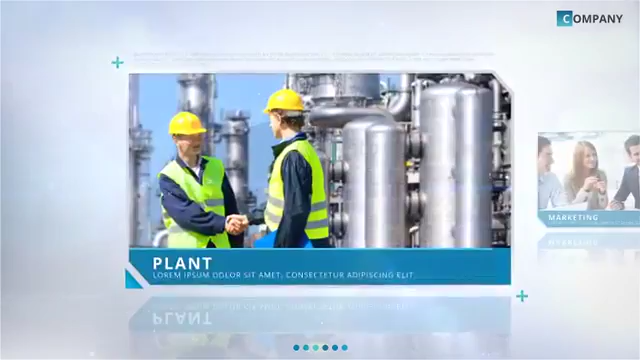 COMPANY
PLANT
LOREM IPSUM DOLOR SIT AMET, CONSECTETUR ADIPISCING ELIT
MARKETING